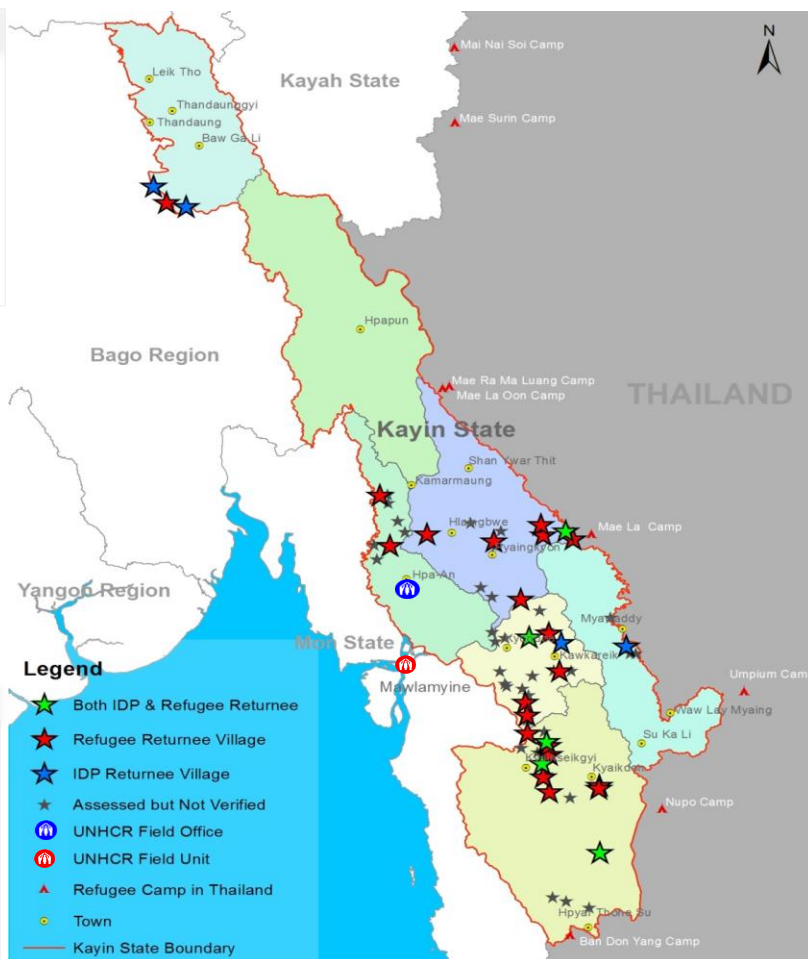 N
Mai Nai Soi Camp
Kayah State
Leik Tho
Thandaunggyi
Thandaung
Mae Surin Camp
Baw Ga Li
Hpapun
Bago Region
Mae Ra Ma Luang Camp
Mae La Oon Camp
THAILAND
Kayin State
Shan Ywar Thit
Kamarmaung
Hlaingbwe
Mae La Camp
Hpa-An
Yangon Region
Mon State
Kawkareik
Mawlamyine
Umpium Cam
Waw Lay Myaing
Su Ka Li
Nupo Camp
Hpyar Thone Su
Ban Don Yang Camp
Legend
Both IDP & Refugee Returnee
Refugee Returnee Village
IDP Returnee Village
Assessed but Not Verified
UNHCR Field Office
UNHCR Field Unit
Refugee Camp in Thailand
Town
Kayin State Boundary